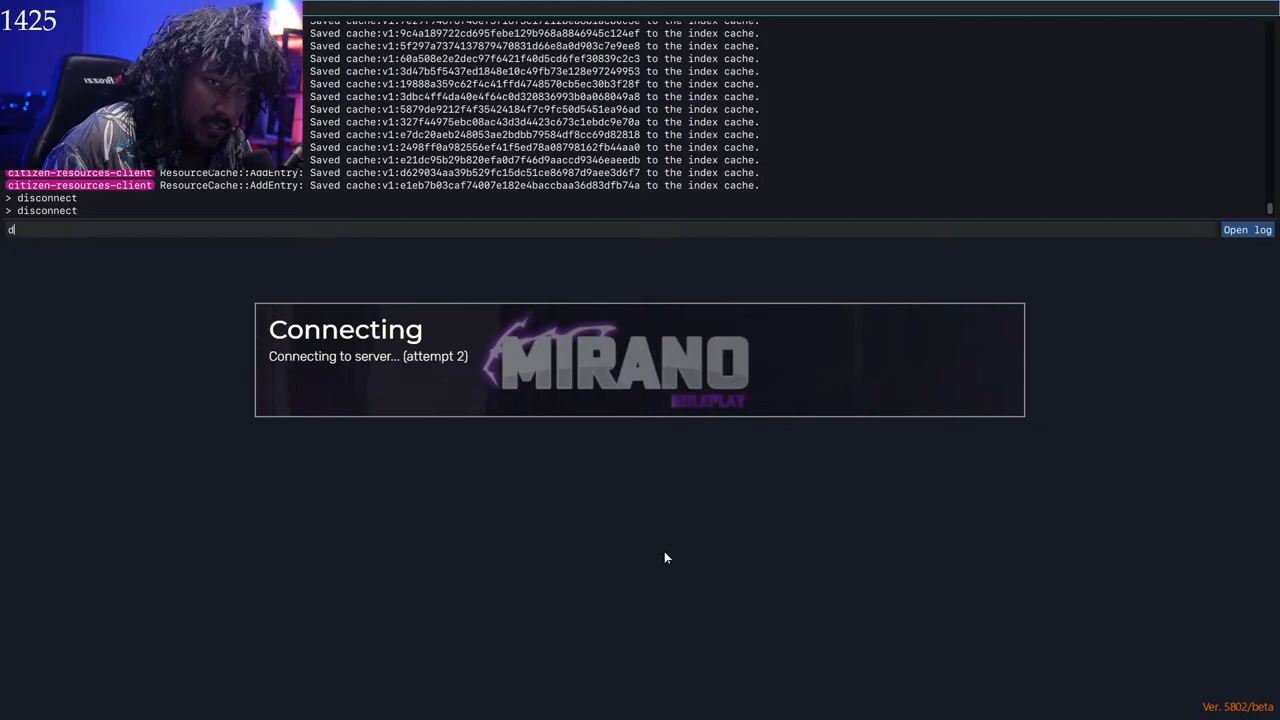 1425
Saved cache:v1:9c4a189722cd695febe129b968a8846945c124ef to the index cache.
Saved cache:v1:5f297a7374137879470831d66e8a0d903c7e9ee8 to the index cache.
Saved cache:v1:60a508e2e2dec97f6421f40d5cd6fef30839c2c3 to the index cache.
Saved cache:v1:3d47b5f5437ed1848e10c49fb73e128e97249953 to the index cache.
Saved cache:v1:19888a359c62f4c41ffd4748570cb5ec30b3f28f to the index cache.
Saved cache:v1:3dbc4ff4da40e4f64c0d320836993b0a068049a8 to the index cache.
Saved cache:v1:5879de9212f4f35424184f7c9fc50d5451ea96ad to the index cache.
Saved cache:v1:327f44975ebc08ac43d3d4423c673c1ebdc9e70a to the index cache.
Saved cache:v1:e7dc20aeb248053ae2bdbb79584df8cc69d82818 to the index cache.
Saved cache:v1:2498ff0a982556ef41f5ed78a08798162fb44aa0 to the index cache.
Saved cache:v1:e21dc95b29b820efa0d7f46d9aaccd9346eaeedb to the index cache.
citizen-resources-client ResourceCache::AddEntry: Saved cache:v1:d629034aa39b529fc15dc51ce86987d9aee3d6f7 to the index cache.
citizen-resources-client ResourceCache::AddEntry: Saved cache:v1:e1eb7b03caf74007e182e4baccbaa36d83dfb74a to the index cache.
> disconnect
> disconnect
d
Open log
Connecting
Connecting to server... (attempt 2)
MIRANO
ROLEPLAY
Ver. 5802/beta